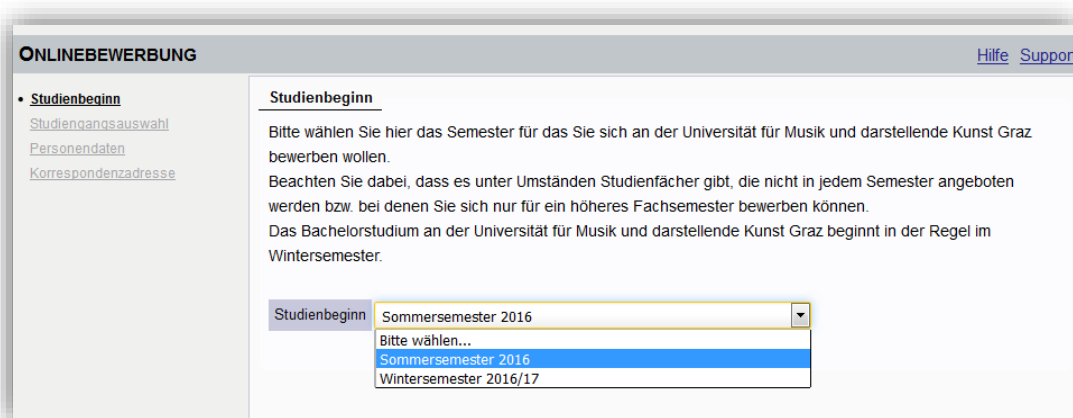 ONLINEBEWERBUNG
Hilfe Suppor
• Studienbeginn
Studiengangsauswahl
Personendaten
Korrespondenzadresse
Studienbeginn
Bitte wählen Sie hier das Semester für das Sie sich an der Universität für Musik und darstellende Kunst Graz
bewerben wollen.
Beachten Sie dabei, dass es unter Umständen Studienfächer gibt, die nicht in jedem Semester angeboten
werden bzw. bei denen Sie sich nur für ein höheres Fachsemester bewerben können.
Das Bachelorstudium an der Universität für Musik und darstellende Kunst Graz beginnt in der Regel im
Wintersemester.
Studienbeginn Sommersemester 2016
Bitte wählen...
Sommersemester 2016
Wintersemester 2016/17